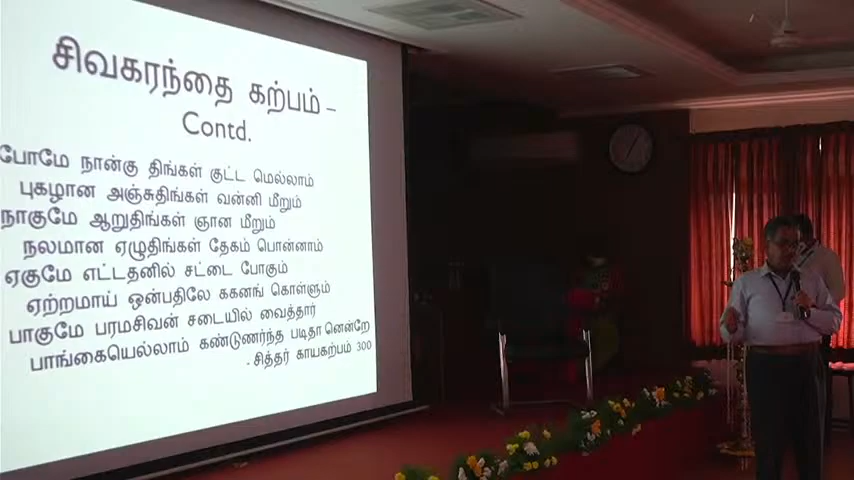 சிவகரந்தை கற்பம் –
Contd.
போமே நான்கு திங்கள் குட்ட மெல்லாம்
புகழான அஞ்சுதிங்கள் வன்னி மீறும்
நாகுமே ஆறுதிங்கள் ஞான மீறும்
நலமான ஏழுதிங்கள் தேகம் பொன்னாம்
ஏகுமே எட்டதனில் சட்டை போகும்
ஏற்றமாய் ஒன்பதிலே ககனங் கொள்ளும்
பாகுமே பரமசிவன் சடையில் வைத்தார்
பாங்கையெல்லாம் கண்டுணர்ந்த படிதா னென்றே
- சித்தர் காயகற்பம் 300